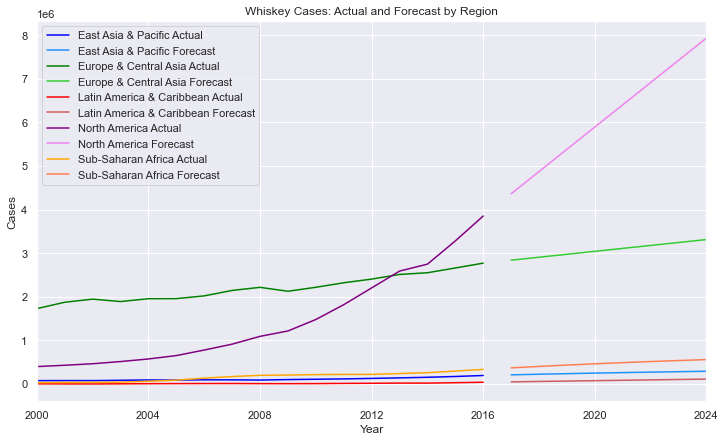 Whiskey Cases: Actual and Forecast by Region
1e6
8
7
6
5
4
3
2
1
0
Cases
East Asia & Pacific Actual
East Asia & Pacific Forecast
Europe & Central Asia Actual
Europe & Central Asia Forecast
Latin America & Caribbean Actual
Latin America & Caribbean Forecast
North America Actual
North America Forecast
Sub-Saharan Africa Actual
Sub-Saharan Africa Forecast
2000 2004 2008 2012 2016 2020 2024
Year